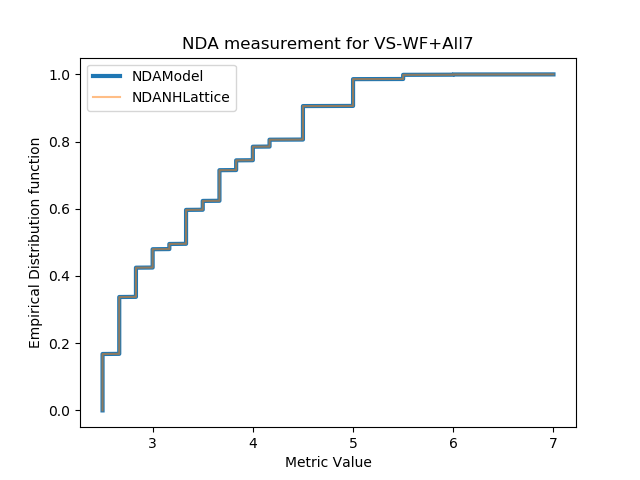 NDA measurement for VS-WF+All7
NDAModel
NDANHLattice
Empirical Distribution function
1.0
0.8
0.6
0.4
0.2
0.0
3 4 5 6 7
Metric Value